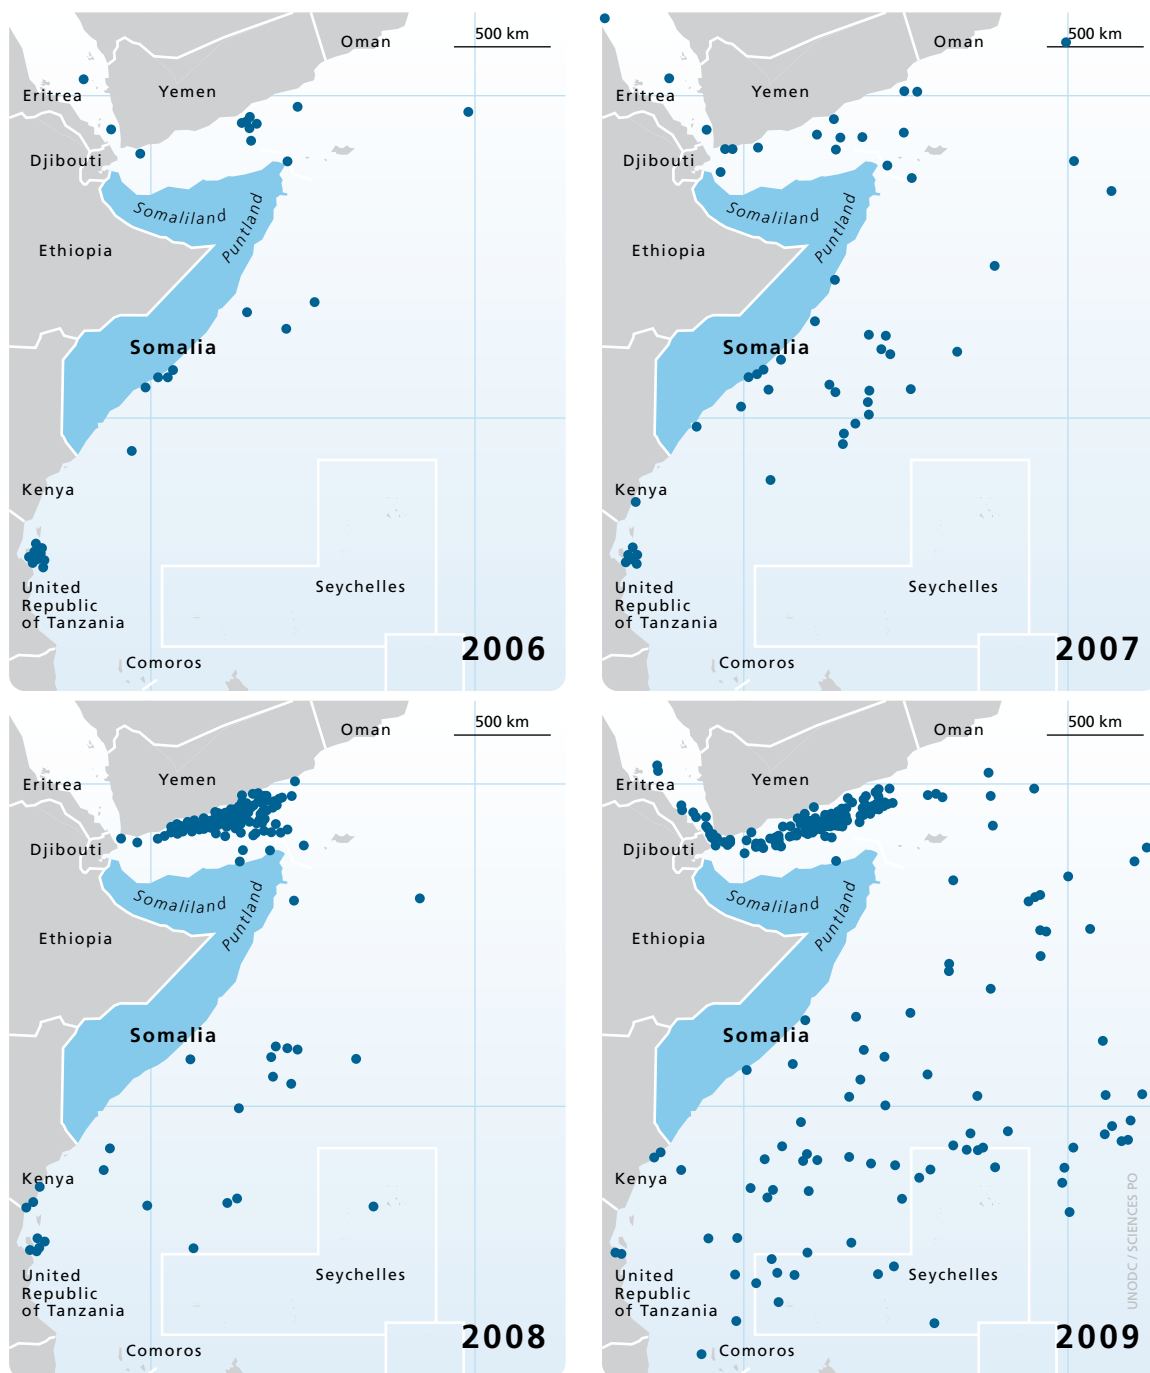 Oman
500 km
Eritrea
Yemen
Djibouti
Somaliland
Puntland
Ethiopia
Somalia
Kenya
United
Republic
of Tanzania
Seychelles
Comoros
2006
Oman
500 km
Eritrea
Yemen
Djibouti
Somaliland
Puntland
Ethiopia
Somalia
Kenya
United
Republic
of Tanzania
Seychelles
Comoros
2007
Oman
500 km
Eritrea
Yemen
Djibouti
Somaliland
Puntland
Ethiopia
Somalia
Kenya
United
Republic
of Tanzania
Seychelles
Comoros
2008
Oman
500 km
Eritrea
Yemen
Djibouti
Somaliland
Puntland
Ethiopia
Somalia
Kenya
United
Republic
of Tanzania
Seychelles
Comoros
2009
UNODC / SCIENCES PO